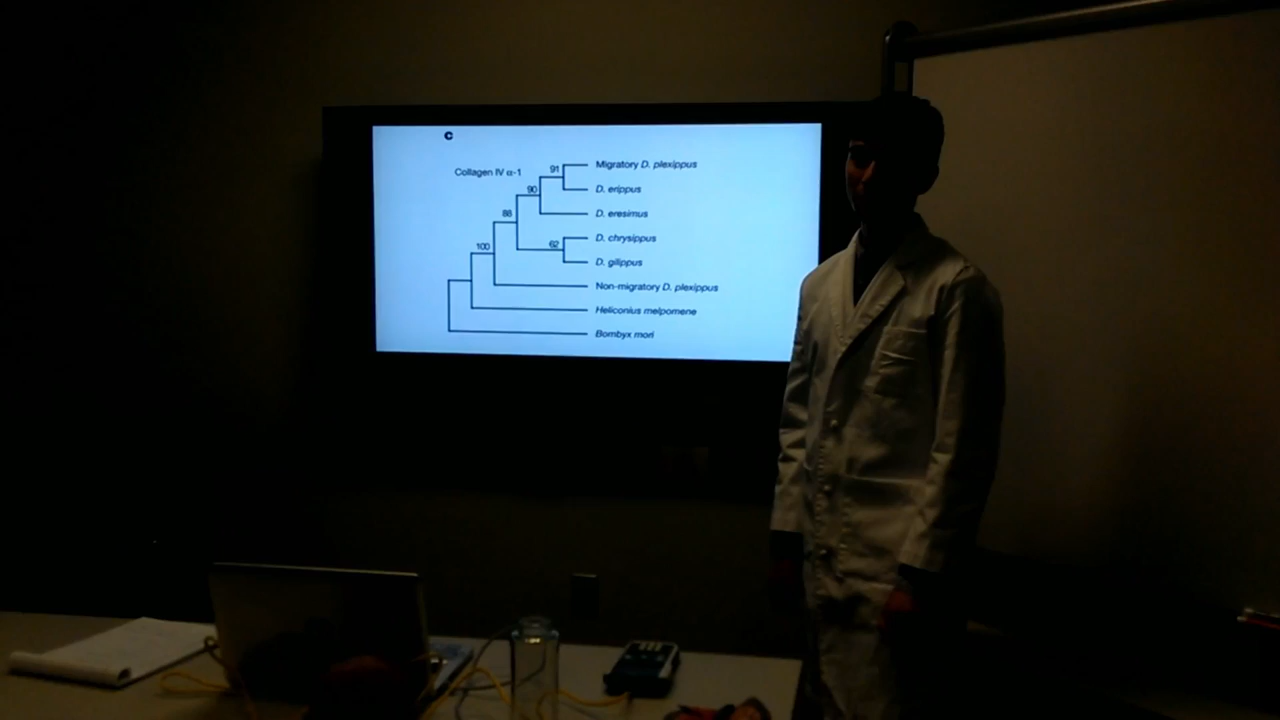 c
Collagen IV α-1
91
Migratory D. plexippus
90
D. erippus
88
D. eresimus
62
D. chrysippus
100
D. gilippus
Non-migratory D. plexippus
Heliconius melpomene
Bombyx mori